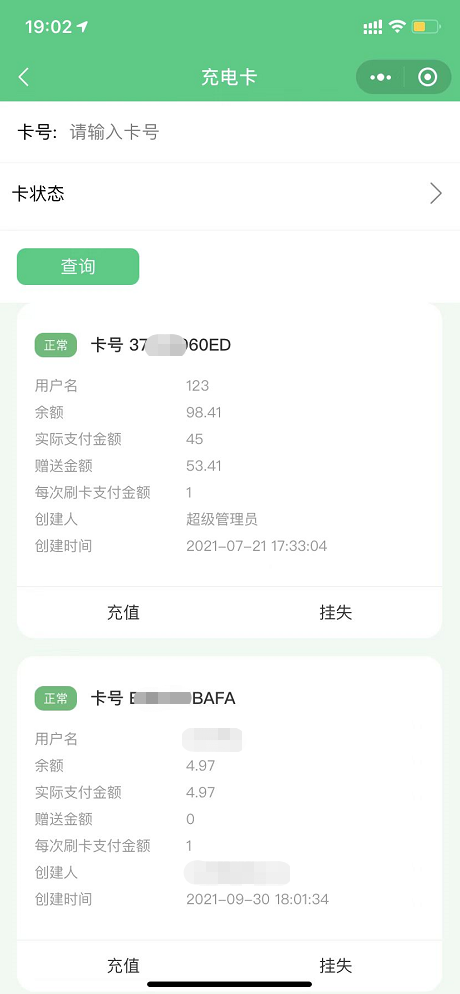 19:02
充电卡
卡号: 请输入卡号
卡状态
查询
正常 卡号 37 060ED
用户名 123
余额 98.41
实际支付金额 45
赠送金额 53.41
每次刷卡支付金额 1
创建人 超级管理员
创建时间 2021-07-21 17:33:04
充值 挂失
正常 卡号 BAFA
用户名
余额 4.97
实际支付金额 4.97
赠送金额 0
每次刷卡支付金额 1
创建人
创建时间 2021-09-30 18:01:34
充值 挂失